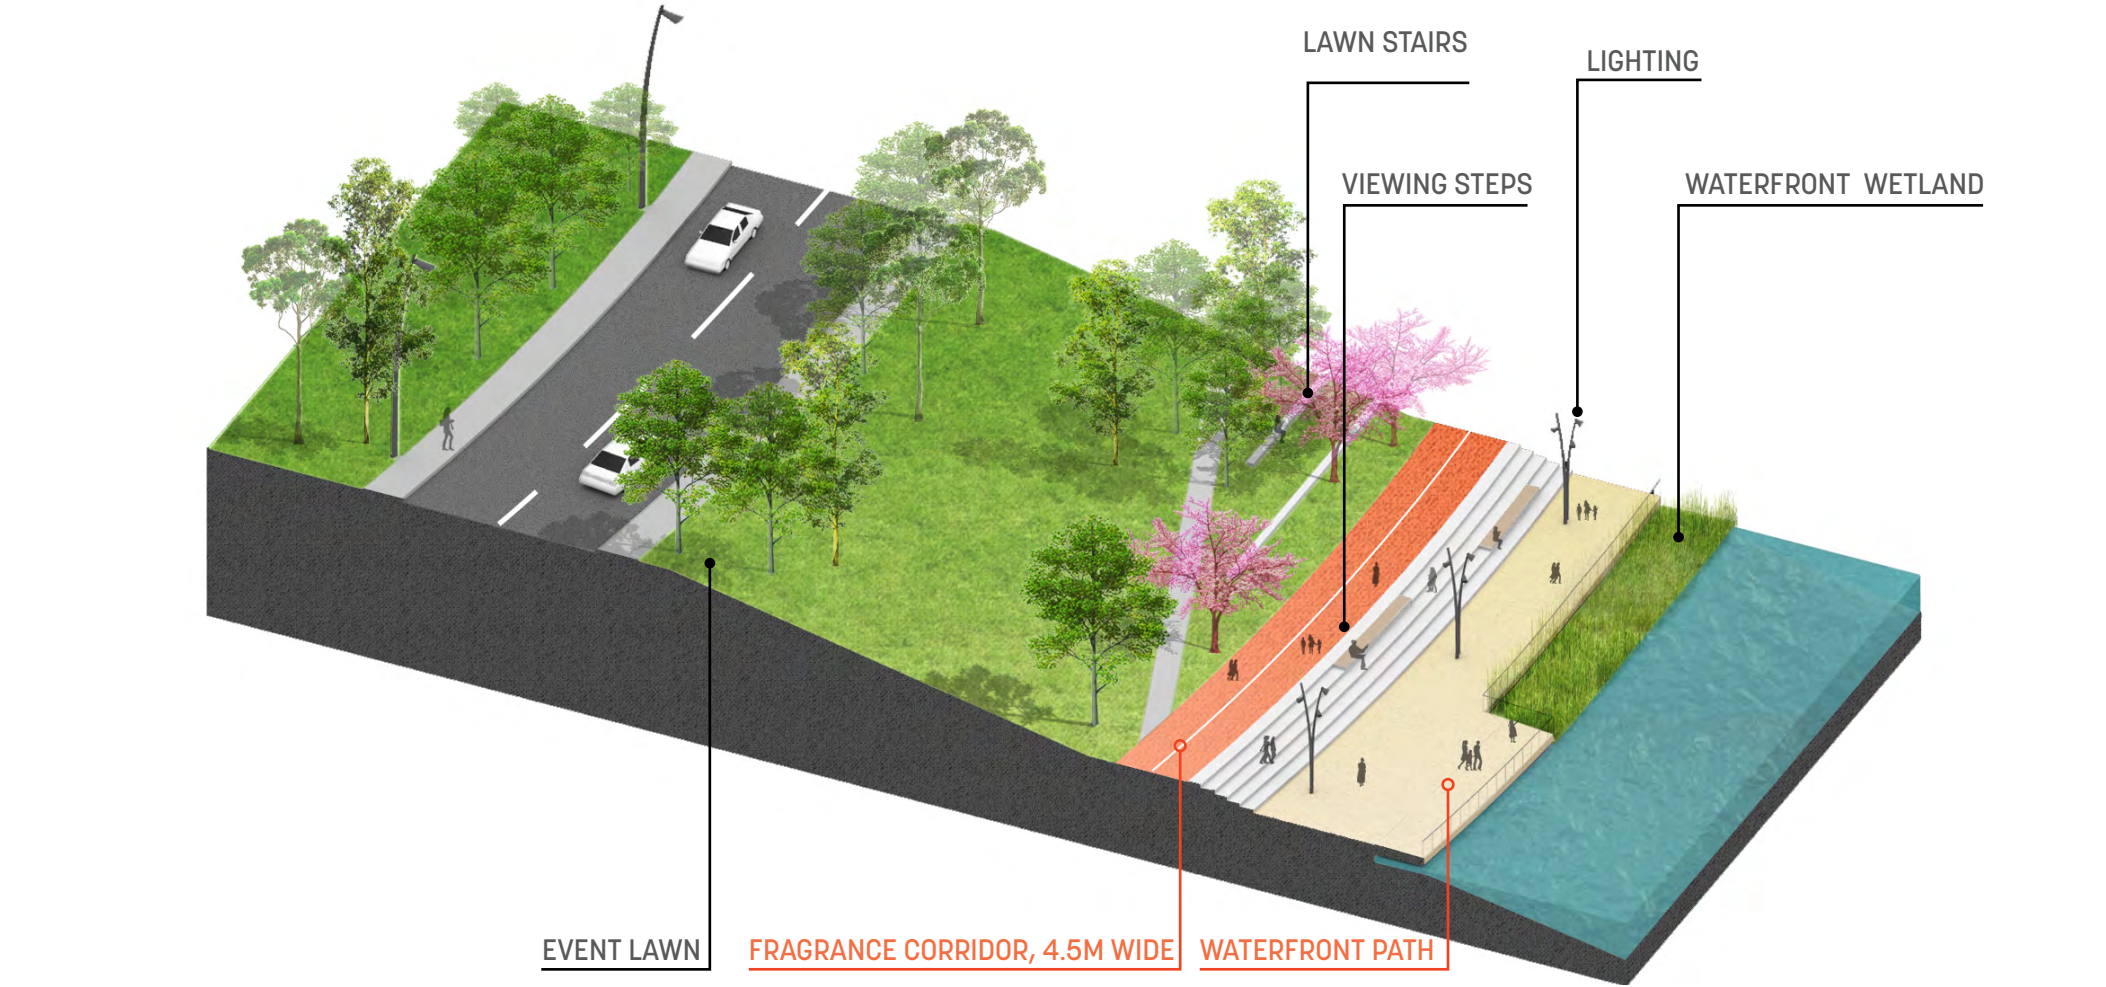 LAWN STAIRS
LIGHTING
VIEWING STEPS
WATERFRONT WETLAND
EVENT LAWN
FRAGRANCE CORRIDOR, 4.5M WIDE
WATERFRONT PATH